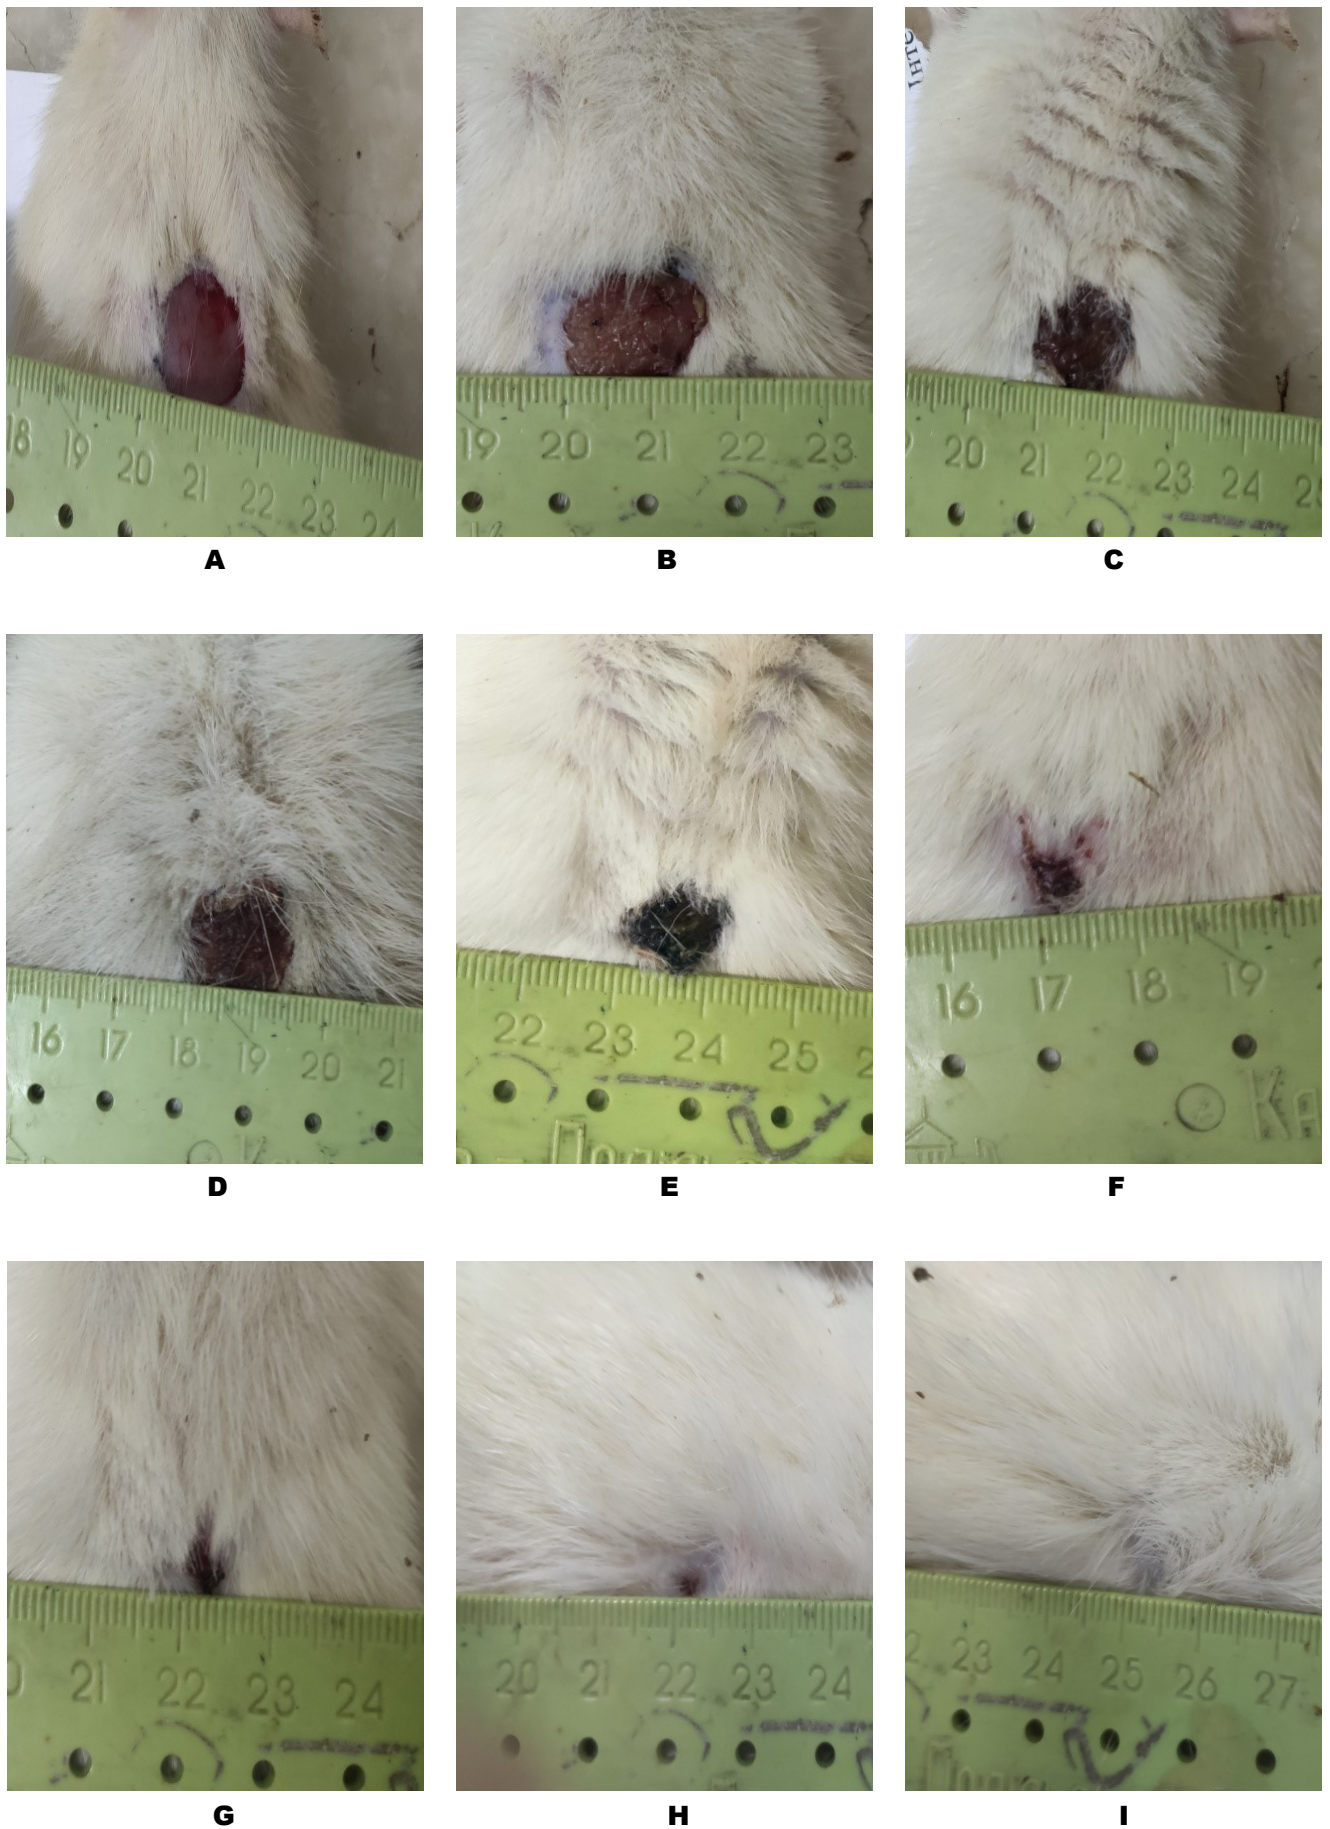 18 19 20 21 22 23 24
A
19 20 21 22 23
B
20 21 22 23 24
C
16 17 18 19 20 21
D
22 23 24 25
E
16 17 18 19
Ка
F
21 22 23 24
G
20 21 22 23 24
H
23 24 25 26 27
I